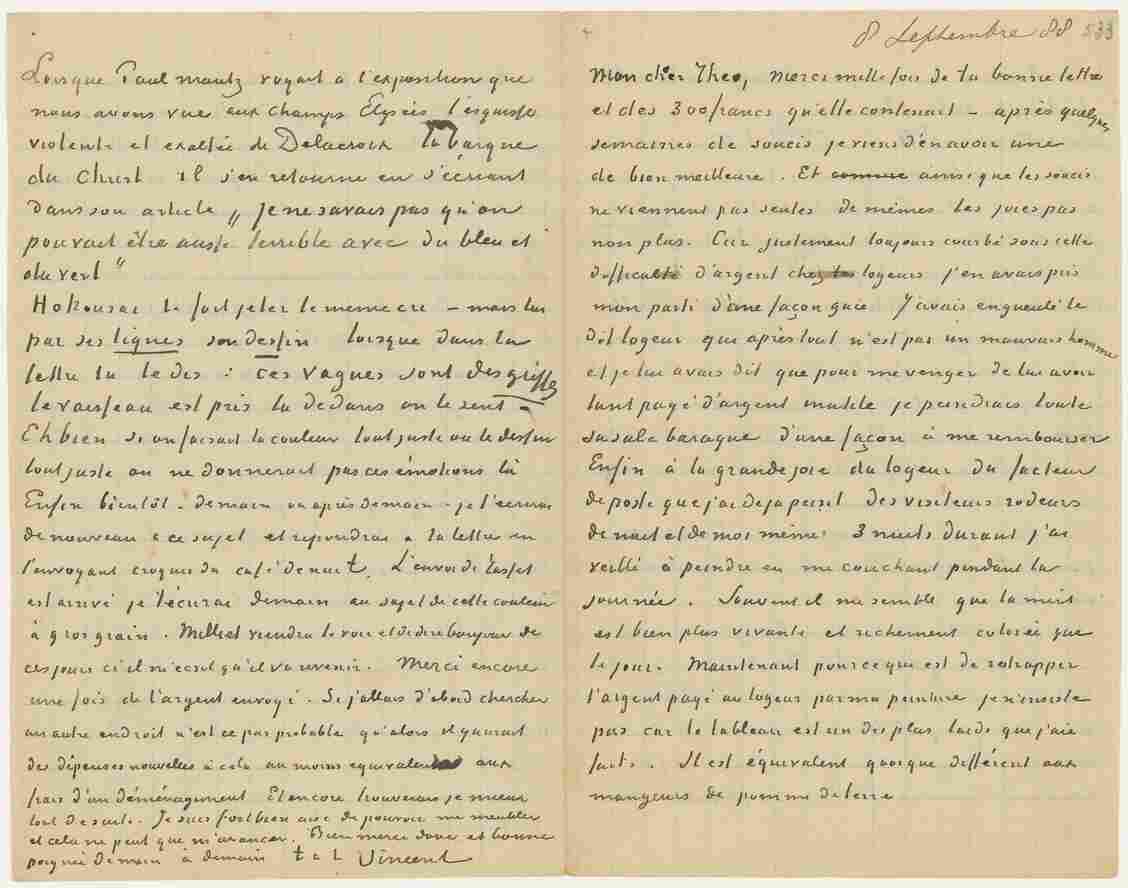 Lorsque Paul Mantz voyait a l'exposition que
nous avons vue aux Champs Elysées l'esquisse
violente et exaltée de Delacroix la barque
du Christ il s'en retourne en s'écriant
dans son article „ Je ne savais pas qu'on
pouvait être aussi terrible avec du bleu et
du vert "
Hokousai te fait jeter le meme cri – mais lui
par ses lignes son dessin lorsque dans ta
lettre tu te dis : ces vagues sont des griffes
le vaisseau est pris la dedans on le sent –
Eh bien si on faisait la couleur tout juste ou le dessin
tout juste on ne donnerait pas ces émotions là
Enfin bientôt – demain ou après demain – je t'écrirai
de nouveau à ce sujet et repondrai à ta lettre en
t'envoyant croquis du café de nuit. L'envoi de Tasset
est arrivé je t'écrirai demain au sujet de cette couleur
à gros grain. Milliet viendra te voir et te dire bonjour de
ces jours ci il m'écrit qu'il va revenir. Merci encore
une fois de l'argent envoyé. Si j'allais d'abord chercher
un autre endroit n'est ce pas probable qu'alors il y aurait
des dépenses nouvelles à cela au moins equivalentes aux
frais d'un déménagement Et encore trouverais je mieux
tout de suite. Je suis fort bien aise de pouvoir me meubler
et cela ne peut que m'avancer. Bien merci donc et bonne
poignée de main à demain t à t Vincent
8 Septembre 88 533
Mon cher Theo, merci mille fois de ta bonne lettre
et des 300 francs qu'elle contenait – après quelques
semaines de soucis je viens d'en avoir une
de bien meilleure. Et comme ainsi que les soucis
ne viennent pas seules de mêmes les joies pas
non plus. Car justement toujours courbé sous cette
difficulté d'argent chez les logeurs j'en avais pris
mon parti d'une façon gaie J'avais engueulé le
dit logeur qui après tout n'est pas un mauvais homme
et je lui avais dit que pour me venger de lui avoir
tant payé d'argent inutile je peindrais toute
sa sale baraque d'une façon à me rembourser
Enfin à la grande joie du logeur du facteur
de poste que j'ai deja peint des visiteurs rodeurs
de nuit et de moi même 3 nuits durant j'ai
veillé à peindre en me couchant pendant la
journée. Souvent il me semble que la nuit
est bien plus vivante et richement colorée que
le jour. Maintenant pour ce qui est de ratrapper
l'argent payé au logeur par ma peinture je n'insiste
pas car le tableau est un des plus laids que j'aie
faits. Il est équivalent quoique différent aux
mangeurs de pommes de terre